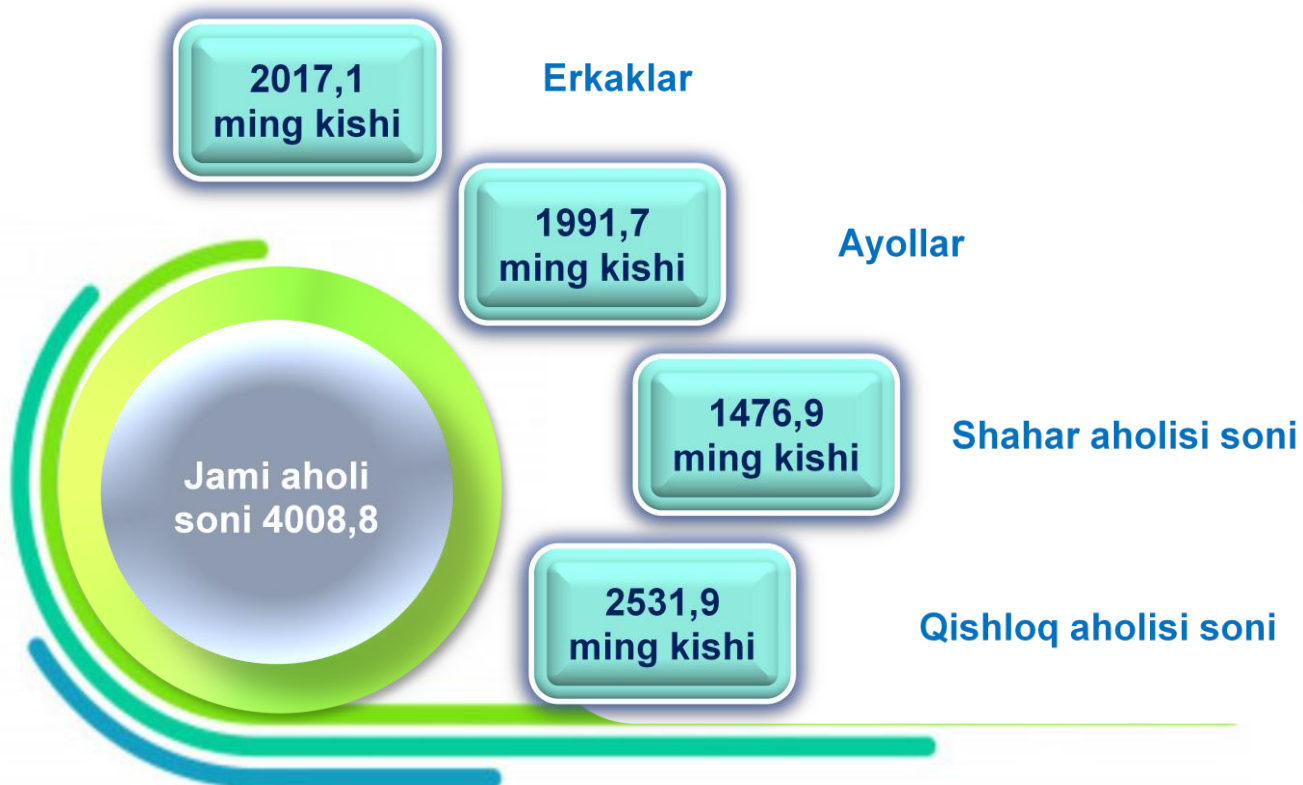 2017,1
ming kishi
Erkaklar
1991,7
ming kishi
Ayollar
1476,9
ming kishi
Shahar aholisi soni
Jami aholi
soni 4008,8
2531,9
ming kishi
Qishloq aholisi soni